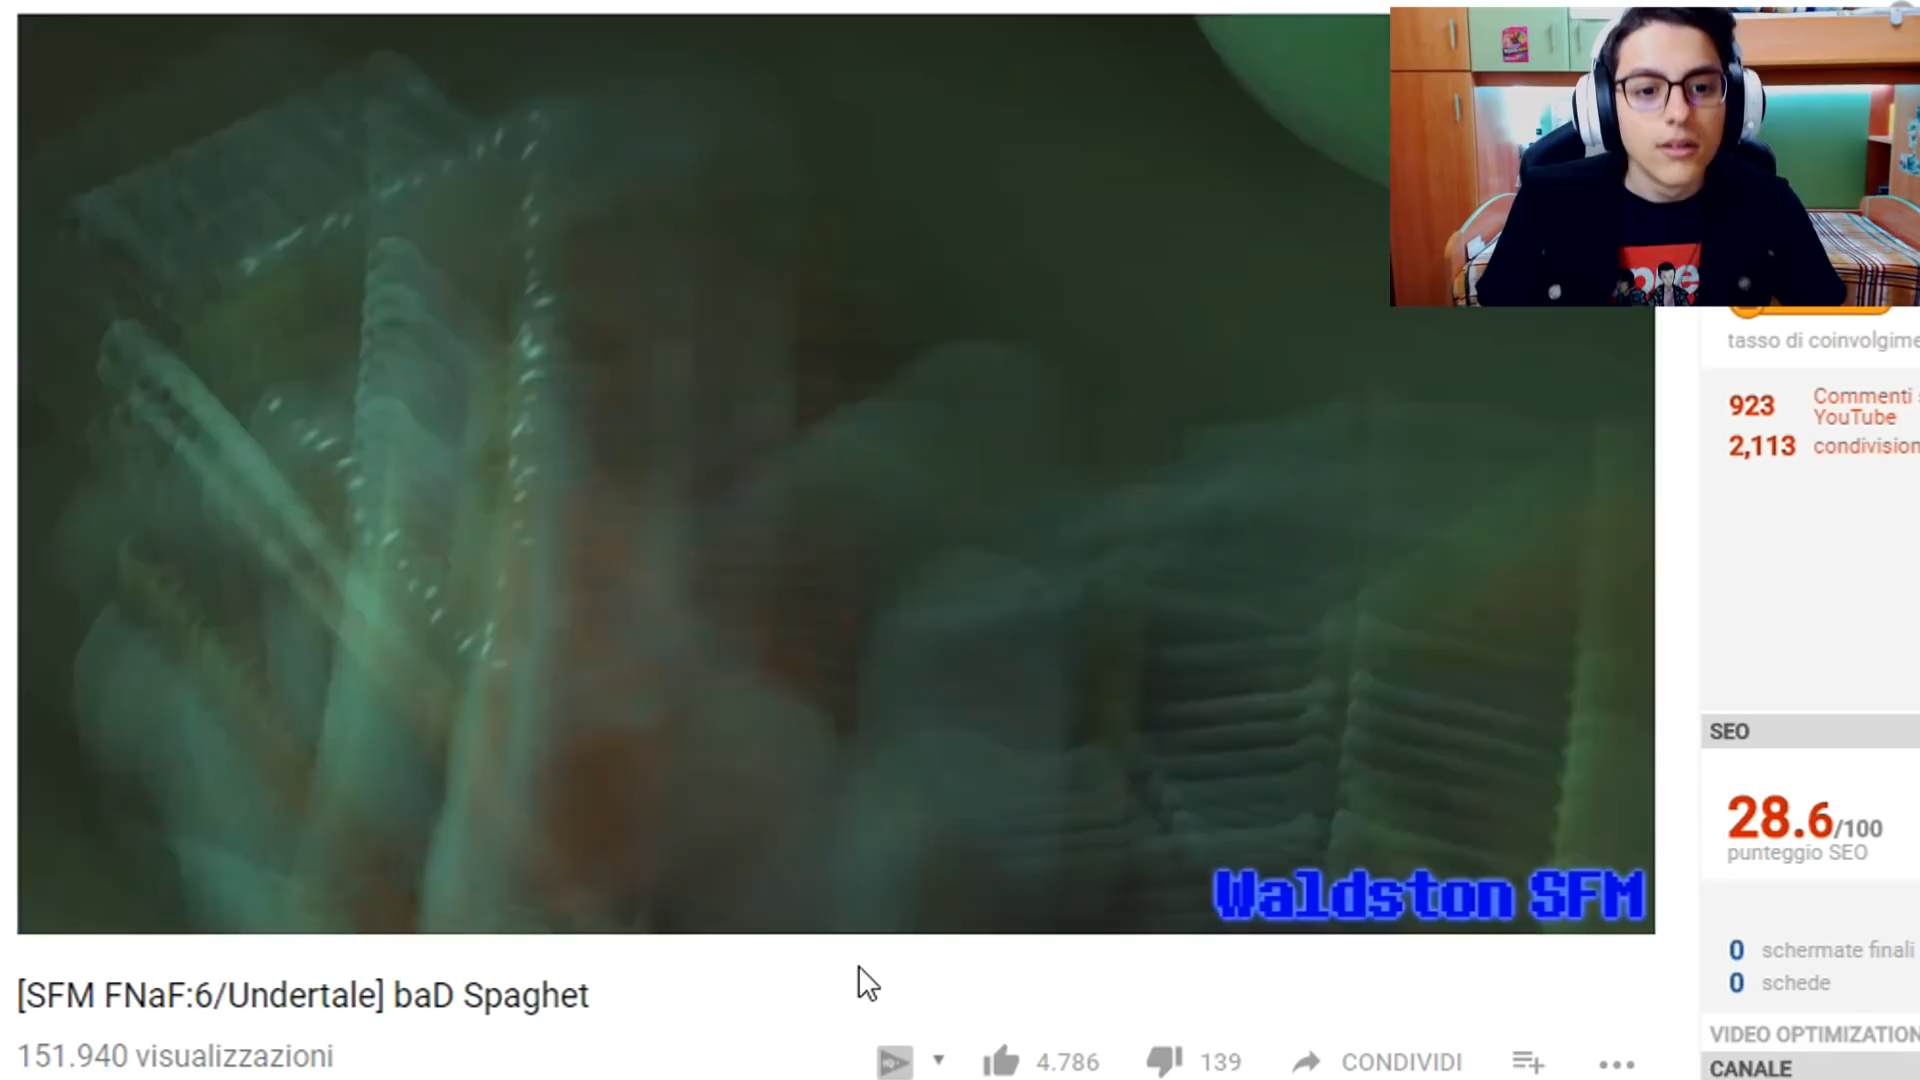 tasso di coinvolgime
923 Commenti s
YouTube
2,113 condivision
SEO
28.6/100
punteggio SEO
Waldston SFM
0 schermate finali
0 schede
[SFM FNaF:6/Undertale] baD Spaghet
VIDEO OPTIMIZATION
151.940 visualizzazioni
4.786
139
CONDIVIDI
CANALE